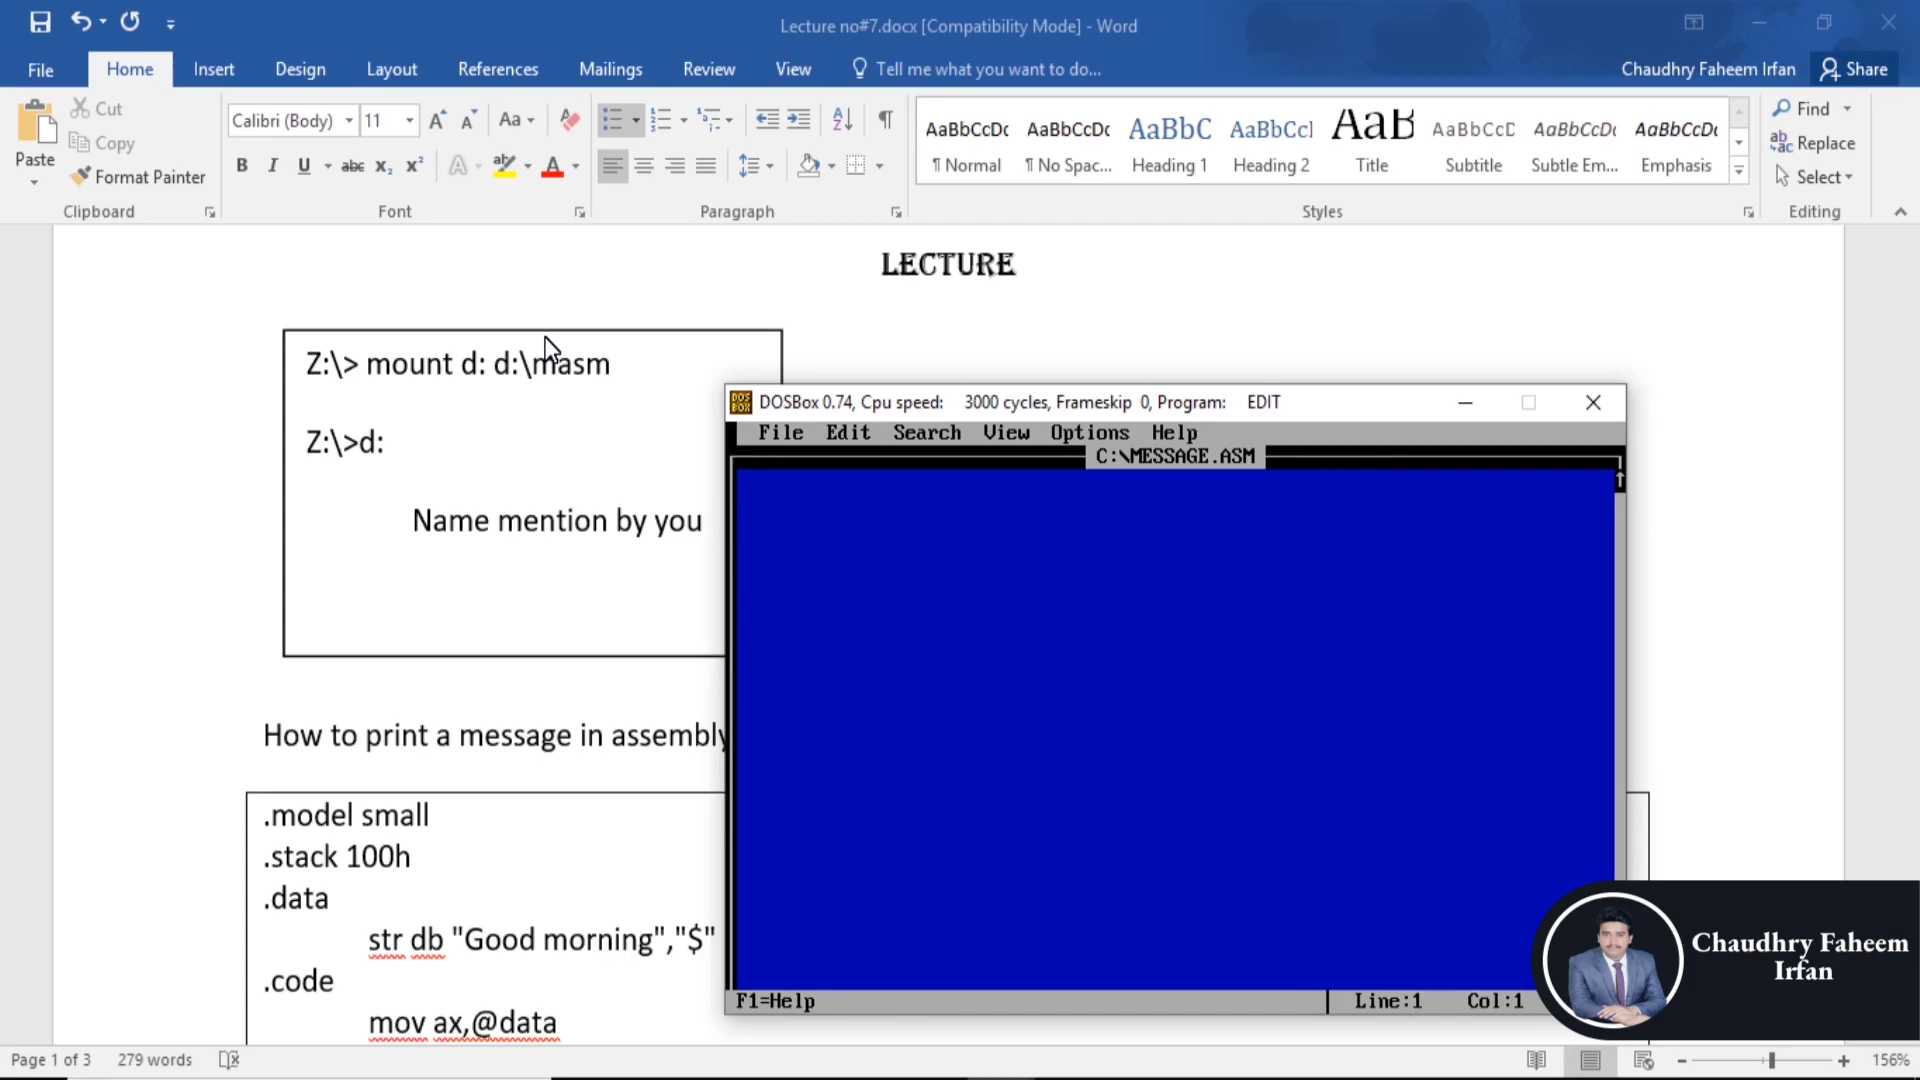 Lecture no#7.docx [Compatibility Mode] - Word
File Home Insert Design Layout References Mailings Review View Tell me what you want to do... Chaudhry Faheem Irfan Share
Paste
Cut
Copy
Format Painter
Clipboard
Calibri (Body) 11
Aa
B I U abc X₂ X²
Font
Paragraph
AaBbCcDc AaBbCcDc AaBbC AaBbCcI AaB AaBbCcD AaBbCcDc AaBbCcDc
¶ Normal ¶ No Spac... Heading 1 Heading 2 Title Subtitle Subtle Em... Emphasis
Styles
Find
Replace
Select
Editing
LECTURE
Z:\> mount d: d:\masm
Z:\>d:
Name mention by you
How to print a message in assembly
.model small
.stack 100h
.data
str db "Good morning","$"
.code
mov ax,@data
DOSBox 0.74, Cpu speed: 3000 cycles, Frameskip 0, Program: EDIT
File Edit Search View Options Help
C:\MESSAGE.ASM
F1=Help Line:1 Col:1
Chaudhry Faheem
Irfan
Page 1 of 3 279 words 156%